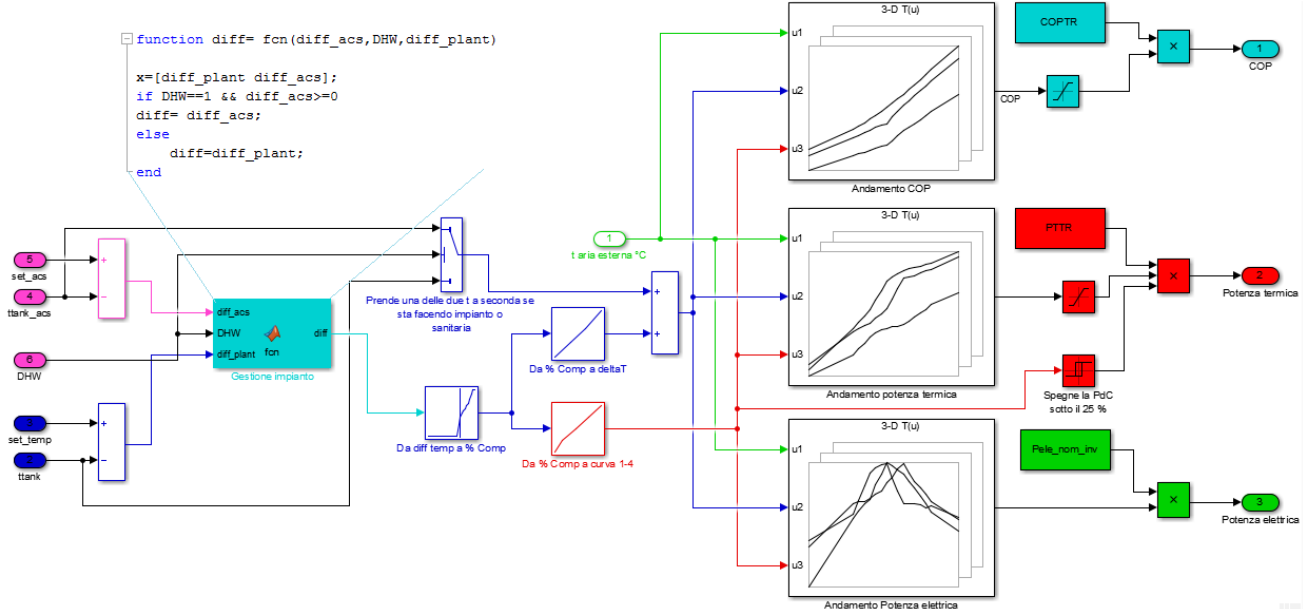 function diff= fcn(diff_acs,DHW,diff_plant)
x=[diff_plant diff_acs];
if DHW==1 && diff_acs>=0
diff= diff_acs;
else
diff=diff_plant;
end
5
set_acs
4
ttank_acs
6
DHW
set_temp
ttank
+
−
+
−
diff_acs
DHW
diff_plant
diff
fcn
Gestione impianto
Prende una delle due t a seconda se
sta facendo impianto o
sanitaria
Da diff temp a % Comp
Da % Comp a deltaT
Da % Comp a curva 1-4
+
+
1
t aria esterna °C
3-D T(u)
u1
u2
u3
Andamento COP
COP
COPTR
×
1
COP
3-D T(u)
u1
u2
u3
Andamento potenza termica
PTTR
×
2
Potenza termica
Spegne la PdC
sotto il 25 %
3-D T(u)
u1
u2
u3
Andamento Potenza elettrica
Pele_nom_inv
×
3
Potenza elettrica